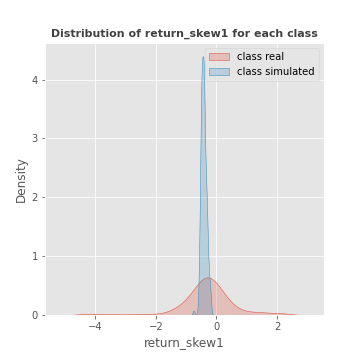 Distribution of return_skew1 for each class
class real
class simulated
4
3
2
1
0
Density
−4 −2 0 2
return_skew1